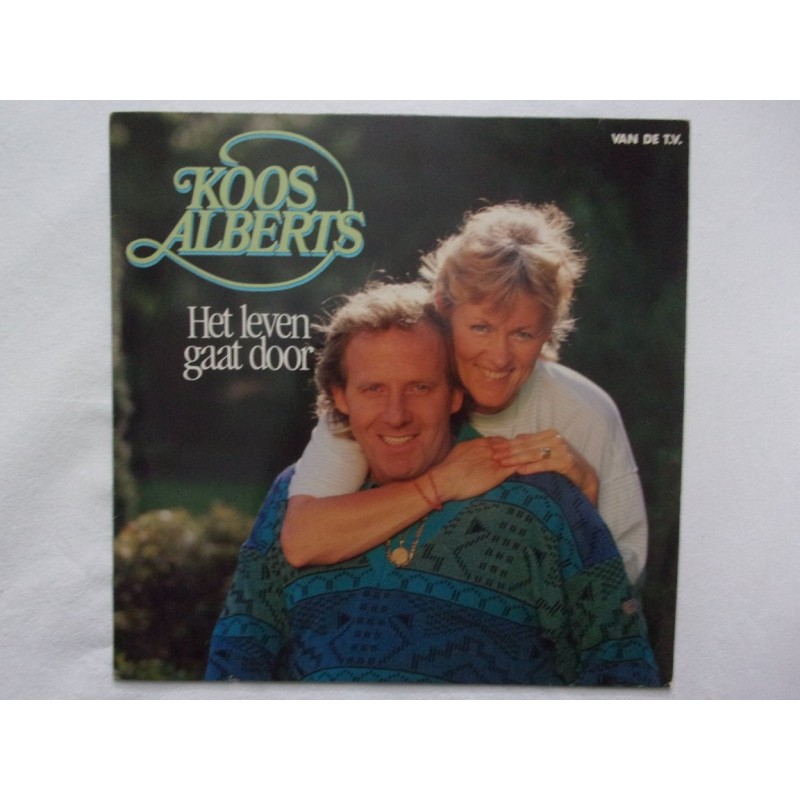 VAN DE T.V.
KOOS
ALBERTS
Het leven
gaat door